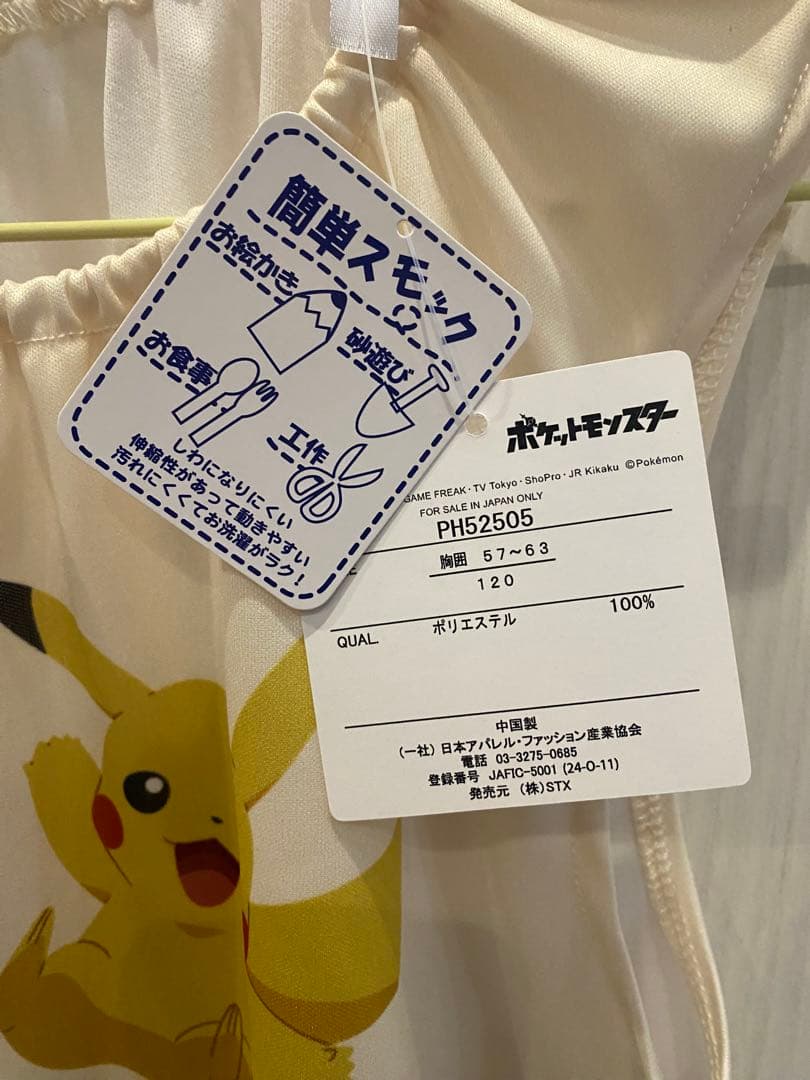 簡単スモック
お絵かき
砂遊び
お食事
工作
しわになりにくい
伸縮性があって動きやすい
汚れにくくてお洗濯がラク！
ポケットモンスター
GAME FREAK・TV Tokyo・ShoPro・JR Kikaku ©Pokémon
FOR SALE IN JAPAN ONLY
PH52505
胸囲 57～63
120
QUAL. ポリエステル 100%
中国製
(一社) 日本アパレル・ファッション産業協会
電話 03-3275-0685
登録番号 JAFIC-5001 (24-O-11)
発売元 (株)STX